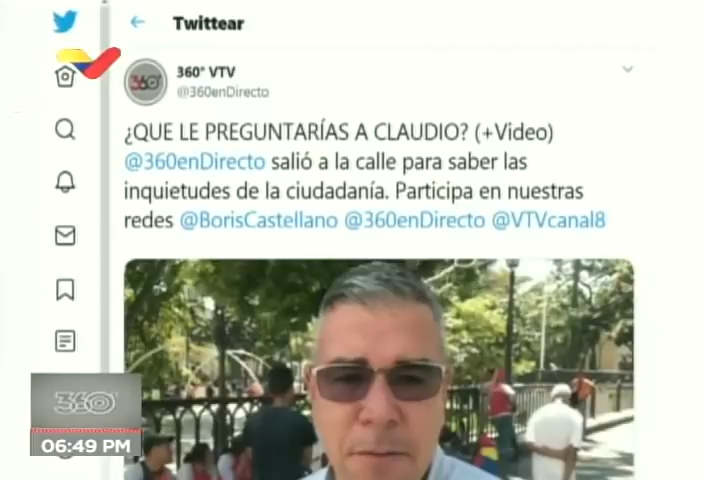 Twittear
360° VTV
@360enDirecto
¿QUE LE PREGUNTARÍAS A CLAUDIO? (+Video)
@360enDirecto salió a la calle para saber las
inquietudes de la ciudadanía. Participa en nuestras
redes @BorisCastellano @360enDirecto @VTVcanal8
360
06:49 PM